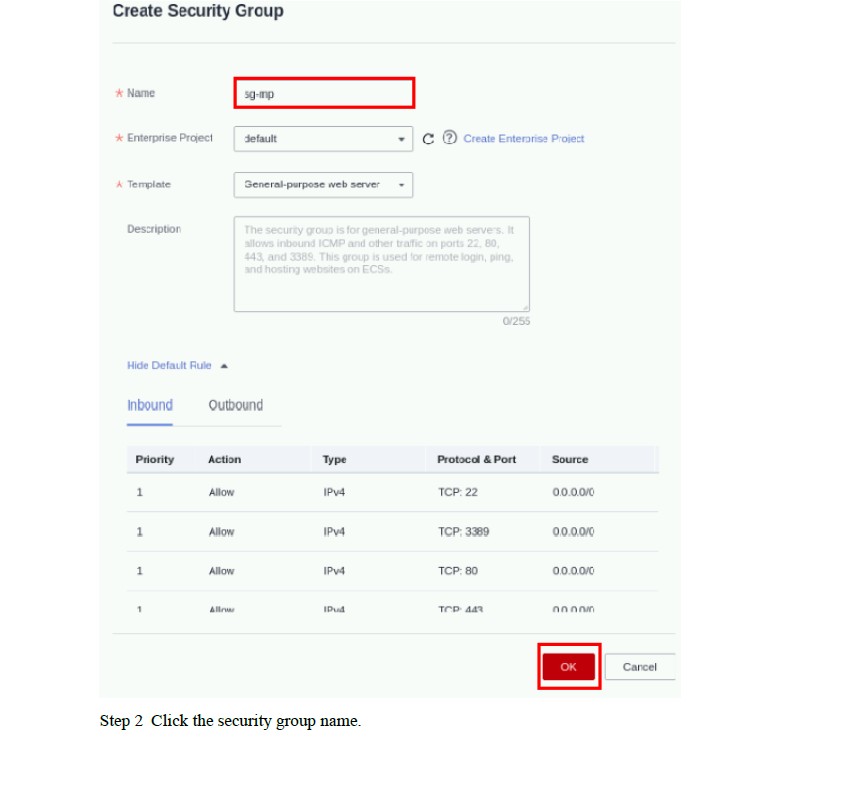 Create Security Group
* Name
sg-mp
* Enterprise Project
default
? Create Enterprise Project
* Template
General-purpose web server
Description
The security group is for general-purpose web servers. It
allows inbound ICMP and other traffic on ports 22, 80,
443, and 3389. This group is used for remote login, ping,
and hosting websites on ECSs.
0/255
Hide Default Rule
Inbound Outbound
Priority Action Type Protocol & Port Source
1 Allow IPv4 TCP: 22 0.0.0.0/0
1 Allow IPv4 TCP: 3389 0.0.0.0/0
1 Allow IPv4 TCP: 80 0.0.0.0/0
1 Allow IPv4 TCP: 443 0.0.0.0/0
OK Cancel
Step 2 Click the security group name.